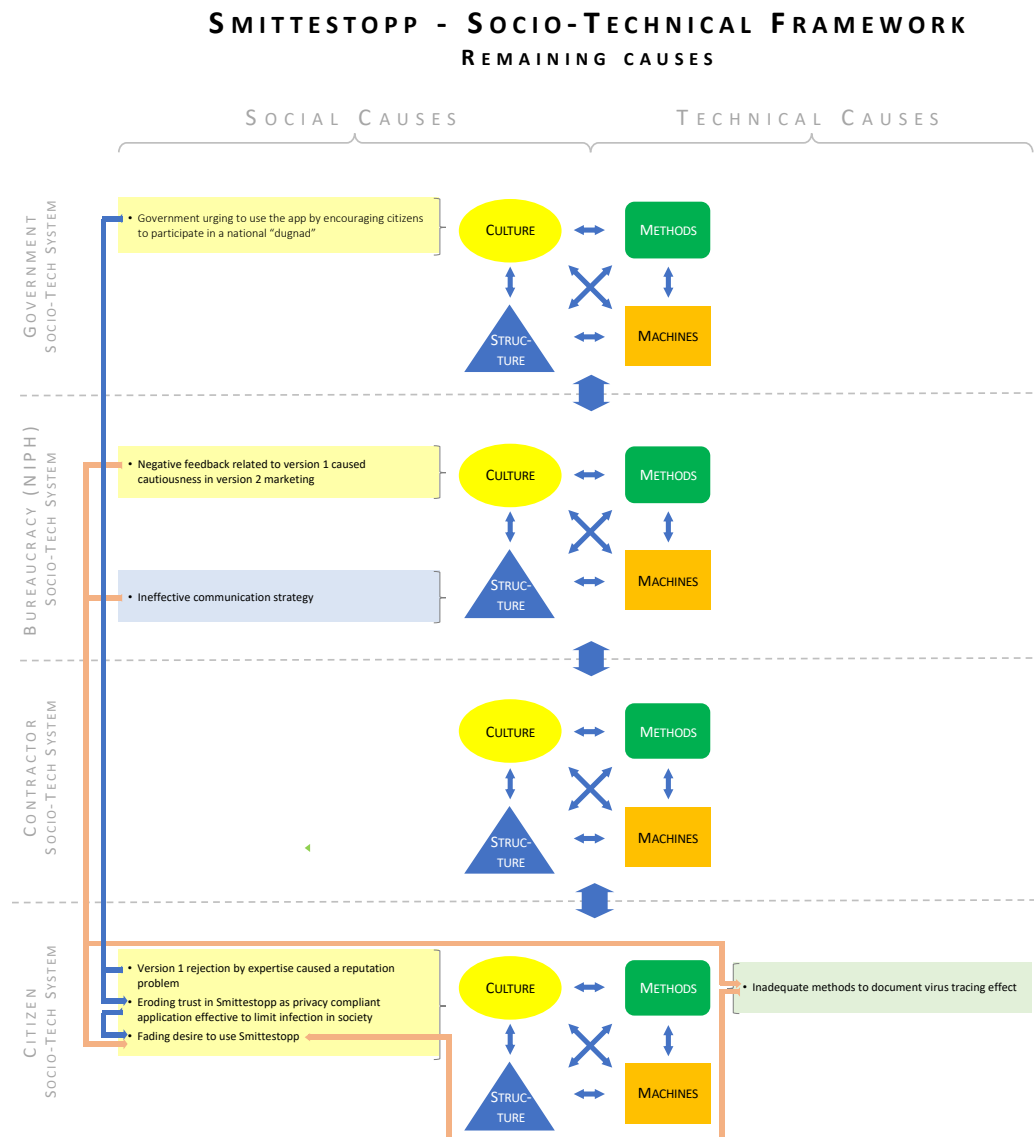 SMITTESTOPP - SOCIO-TECHNICAL FRAMEWORK
REMAINING CAUSES
SOCIAL CAUSES
TECHNICAL CAUSES
GOVERNMENT
SOCIO-TECH SYSTEM
• Government urging to use the app by encouraging citizens
to participate in a national “dugnad”
CULTURE
METHODS
STRUC-
TURE
MACHINES
BUREAUCRACY (NIPH)
SOCIO-TECH SYSTEM
• Negative feedback related to version 1 caused
cautiousness in version 2 marketing
CULTURE
METHODS
• Ineffective communication strategy
STRUC-
TURE
MACHINES
CONTRACTOR
SOCIO-TECH SYSTEM
CULTURE
METHODS
STRUC-
TURE
MACHINES
CITIZEN
SOCIO-TECH SYSTEM
• Version 1 rejection by expertise caused a reputation
problem
• Eroding trust in Smittestopp as privacy compliant
application effective to limit infection in society
• Fading desire to use Smittestopp
CULTURE
METHODS
• Inadequate methods to document virus tracing effect
STRUC-
TURE
MACHINES